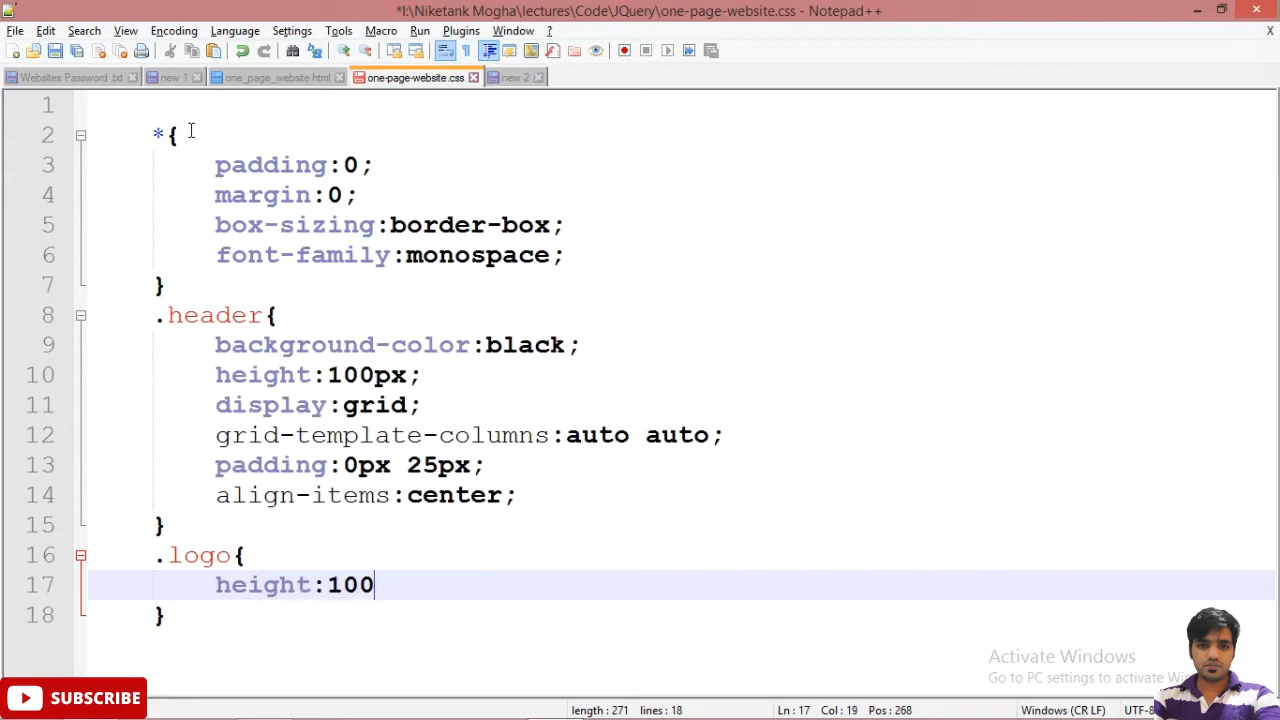 *I:\Niketank Mogha\lectures\Code\JQuery\one-page-website.css - Notepad++
File Edit Search View Encoding Language Settings Tools Macro Run Plugins Window ? X
Websites Password.txt new 1 one_page_website.html one-page-website.css new 2
1
2 *{
3 padding:0;
4 margin:0;
5 box-sizing:border-box;
6 font-family:monospace;
7 }
8 .header{
9 background-color:black;
10 height:100px;
11 display:grid;
12 grid-template-columns:auto auto;
13 padding:0px 25px;
14 align-items:center;
15 }
16 .logo{
17 height:100
18 }
Activate Windows
Go to PC settings to activate
SUBSCRIBE
length : 271 lines : 18 Ln : 17 Col : 19 Pos : 268 Windows (CR LF) UTF-8